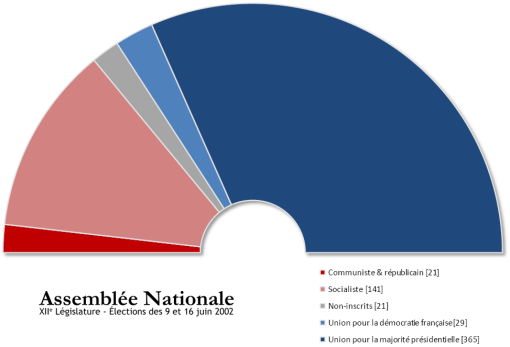 Communiste & républicain [21]
Socialiste [141]
Non-inscrits [21]
Union pour la démocratie française[29]
Union pour la majorité présidentielle [365]
Assemblée Nationale
XIIᵉ Législature - Élections des 9 et 16 juin 2002